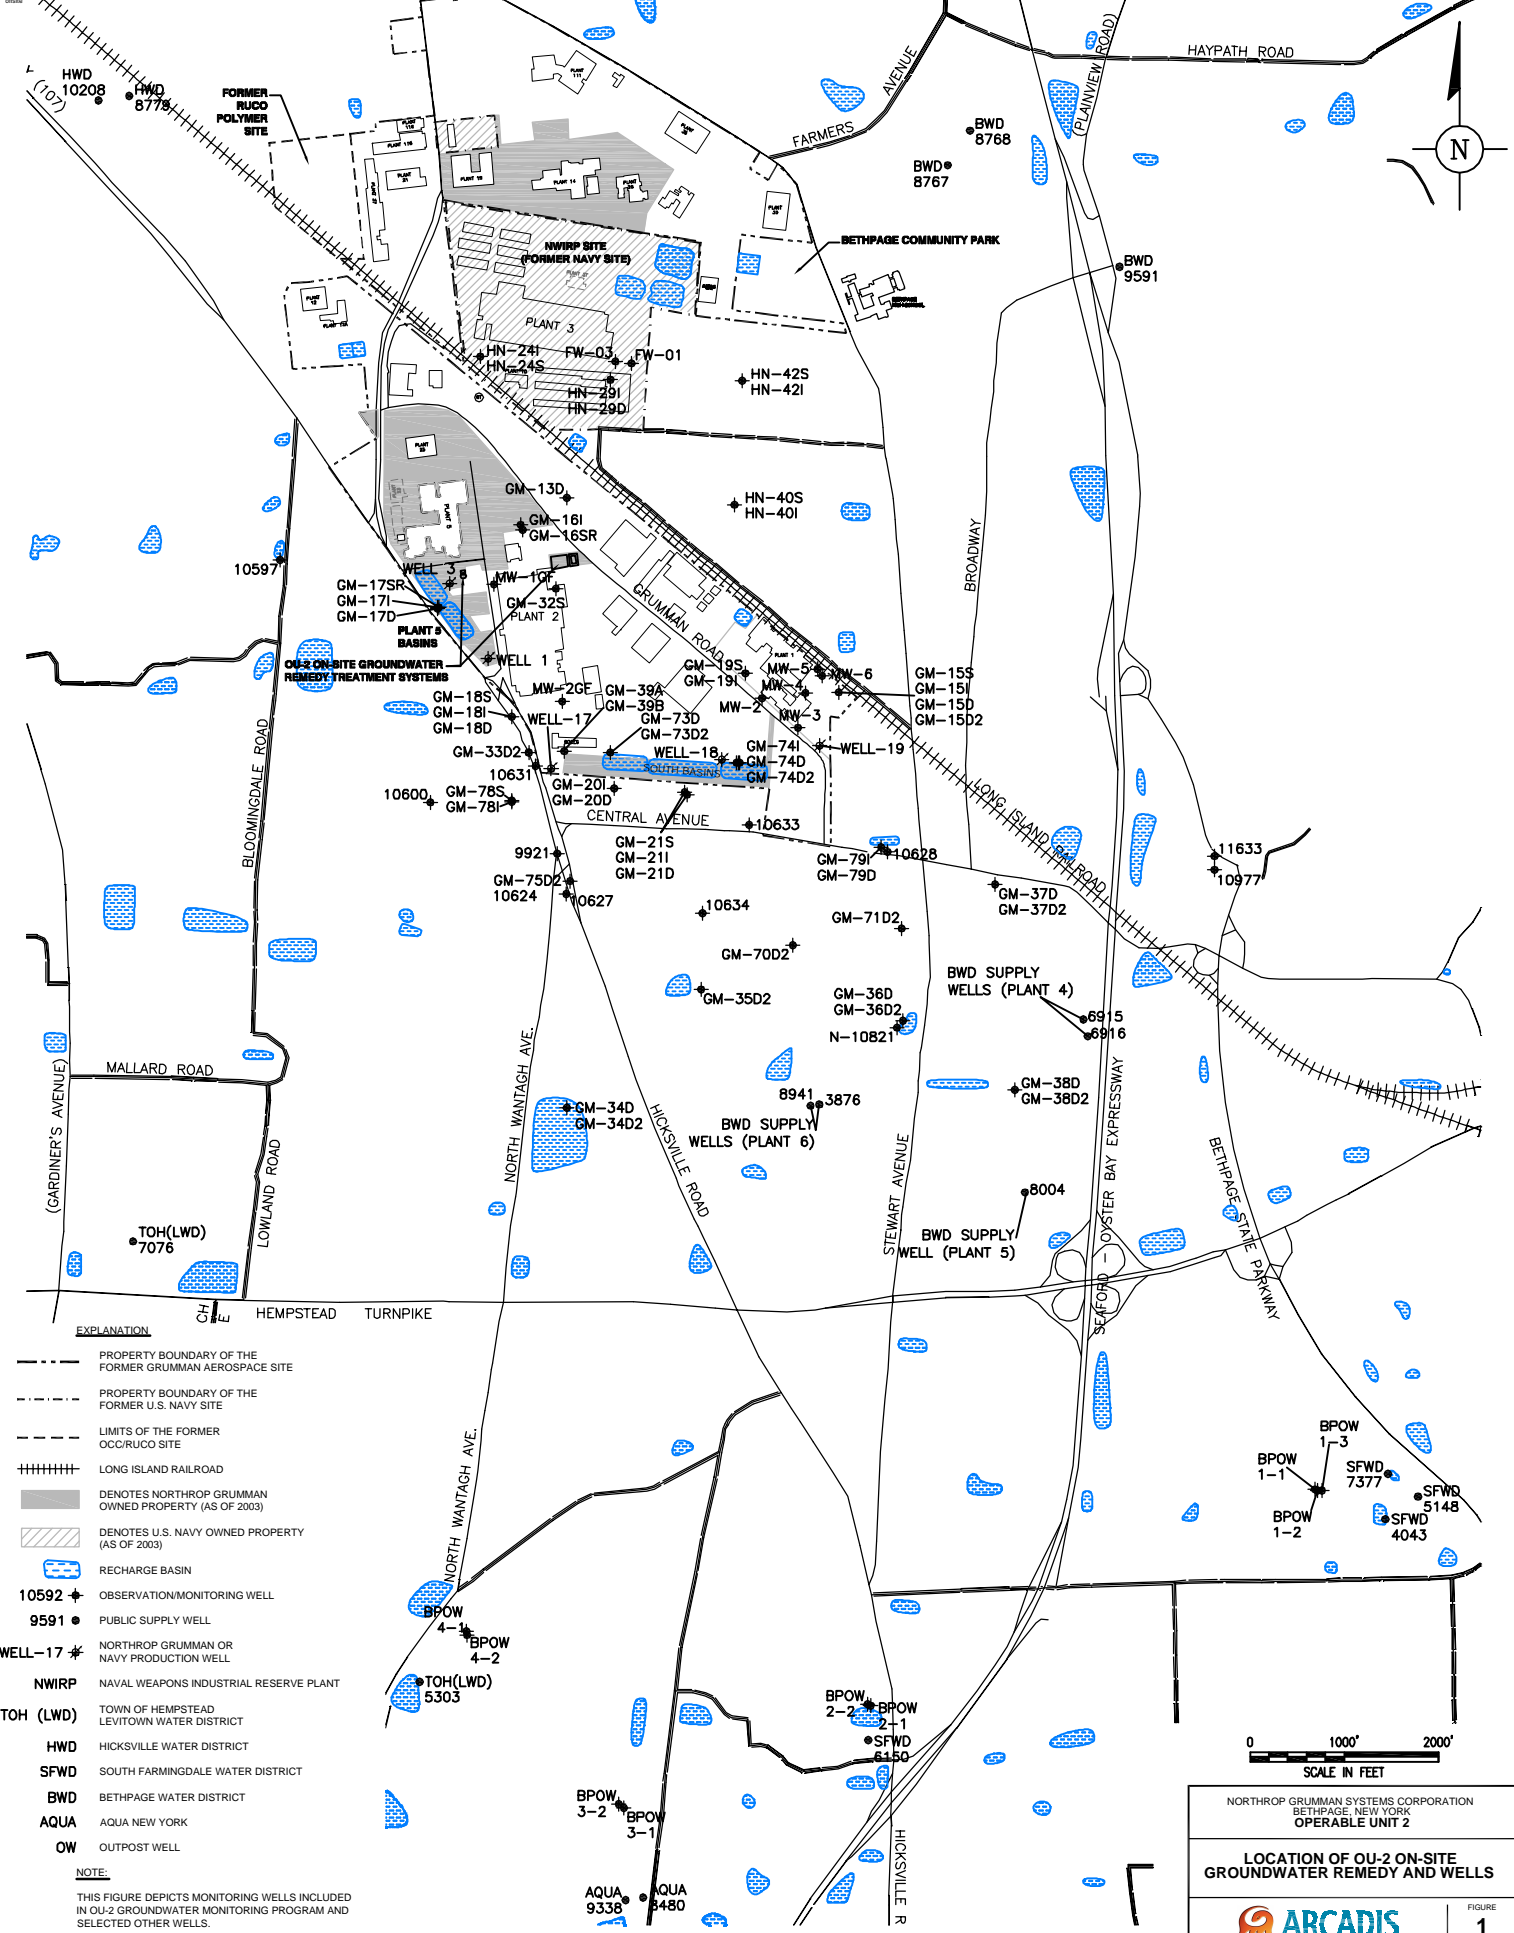 HAYPATH ROAD
(PLAINVIEW ROAD)
AVENUE
FARMERS
HWD
10208
HWD
8779
(107)
FORMER
RUCO
POLYMER
SITE
BWD
8768
BWD
8767
N
BETHPAGE COMMUNITY PARK
BWD
9591
PLANT
111
PLANT 14
PLANT 15
NWIRP SITE
(FORMER NAVY SITE)
PLANT 3
HN-24I
HN-24S
FW-03
FW-01
HN-29I
HN-29D
HN-42S
HN-42I
HN-40S
HN-40I
GM-13D
GM-16I
GM-16SR
PLANT 5
10597
WELL 3
MW-1GF
GM-17SR
GM-17I
GM-17D
GM-32S
PLANT 2
PLANT 5
BASINS
GRUMMAN ROAD
BROADWAY
OU-2 ON-SITE GROUNDWATER
REMEDY TREATMENT SYSTEMS
WELL 1
PLANT 1
GM-19S
GM-19I
MW-5
MW-6
MW-4
MW-2
MW-3
GM-15S
GM-15I
GM-15D
GM-15D2
MW-2GF
GM-39A
GM-39B
GM-18S
GM-18I
GM-18D
WELL-17
GM-73D
GM-73D2
WELL-18
GM-74I
GM-74D
GM-74D2
WELL-19
GM-33D2
10631
SOUTH BASINS
GM-20I
GM-20D
10600
GM-78S
GM-78I
CENTRAL AVENUE
10633
LONG ISLAND RAILROAD
BLOOMINGDALE ROAD
GM-21S
GM-21I
GM-21D
9921
GM-75D2
10624
10627
GM-79I
GM-79D
10628
11633
10977
GM-37D
GM-37D2
10634
GM-71D2
GM-70D2
GM-35D2
BWD SUPPLY
WELLS (PLANT 4)
GM-36D
GM-36D2
N-10821
6915
6916
MALLARD ROAD
(GARDINER'S AVENUE)
LOWLAND ROAD
NORTH WANTAGH AVE.
GM-34D
GM-34D2
HICKSVILLE ROAD
8941
3876
BWD SUPPLY
WELLS (PLANT 6)
GM-38D
GM-38D2
STEWART AVENUE
SEAFORD - OYSTER BAY EXPRESSWAY
BETHPAGE STATE PARKWAY
8004
BWD SUPPLY
WELL (PLANT 5)
TOH(LWD)
7076
HEMPSTEAD TURNPIKE
EXPLANATION
PROPERTY BOUNDARY OF THE
FORMER GRUMMAN AEROSPACE SITE
PROPERTY BOUNDARY OF THE
FORMER U.S. NAVY SITE
LIMITS OF THE FORMER
OCC/RUCO SITE
LONG ISLAND RAILROAD
DENOTES NORTHROP GRUMMAN
OWNED PROPERTY (AS OF 2003)
DENOTES U.S. NAVY OWNED PROPERTY
(AS OF 2003)
RECHARGE BASIN
10592 OBSERVATION/MONITORING WELL
9591 PUBLIC SUPPLY WELL
WELL-17 NORTHROP GRUMMAN OR
NAVY PRODUCTION WELL
NWIRP NAVAL WEAPONS INDUSTRIAL RESERVE PLANT
TOH (LWD) TOWN OF HEMPSTEAD
LEVITOWN WATER DISTRICT
HWD HICKSVILLE WATER DISTRICT
SFWD SOUTH FARMINGDALE WATER DISTRICT
BWD BETHPAGE WATER DISTRICT
AQUA AQUA NEW YORK
OW OUTPOST WELL
NOTE:
THIS FIGURE DEPICTS MONITORING WELLS INCLUDED
IN OU-2 GROUNDWATER MONITORING PROGRAM AND
SELECTED OTHER WELLS.
NORTH WANTAGH AVE.
BPOW
4-1
BPOW
4-2
TOH(LWD)
5303
BPOW
1-3
BPOW
1-1
BPOW
1-2
SFWD
7377
SFWD
5148
SFWD
4043
BPOW
2-2
BPOW
2-1
SFWD
6150
BPOW
3-2
BPOW
3-1
AQUA
9338
AQUA
8480
HICKSVILLE R
0 1000' 2000'
SCALE IN FEET
NORTHROP GRUMMAN SYSTEMS CORPORATION
BETHPAGE, NEW YORK
OPERABLE UNIT 2
LOCATION OF OU-2 ON-SITE
GROUNDWATER REMEDY AND WELLS
ARCADIS
FIGURE
1